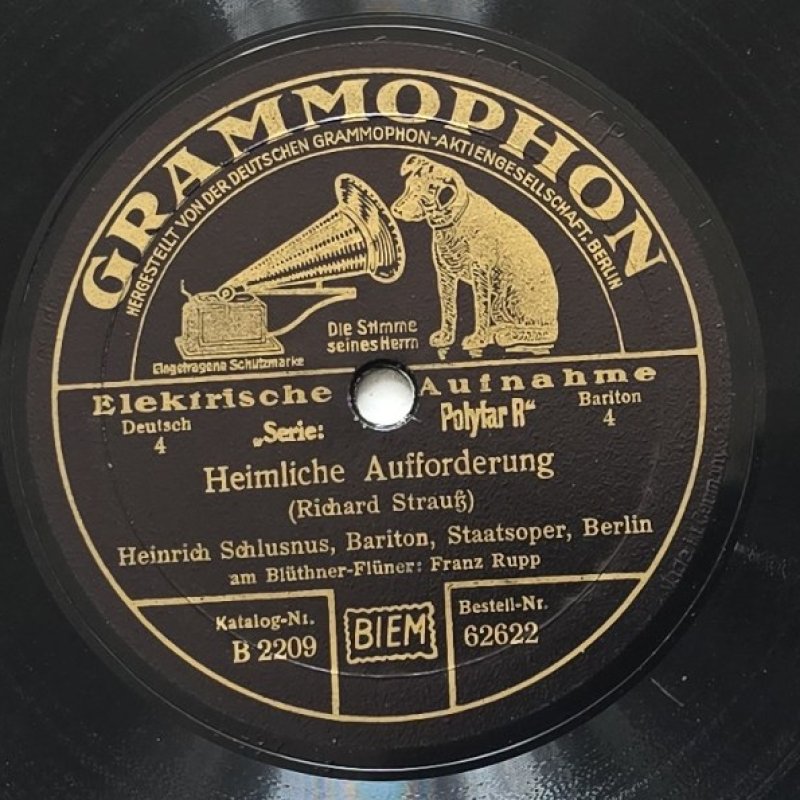 GRAMMOPHON
HERGESTELLT VON DER DEUTSCHEN GRAMMOPHON-AKTIENGESELLSCHAFT. BERLIN
Die Stimme
seines Herrn
Eingetragene Schutzmarke
Elektrische Aufnahme
Deutsch
4
„Serie: Polyfar R“
Bariton
4
Heimliche Aufforderung
(Richard Strauß)
Heinrich Schlusnus, Bariton, Staatsoper, Berlin
am Blüthner-Flüner: Franz Rupp
Katalog-Nr.
B 2209
BIEM
Bestell-Nr.
62622